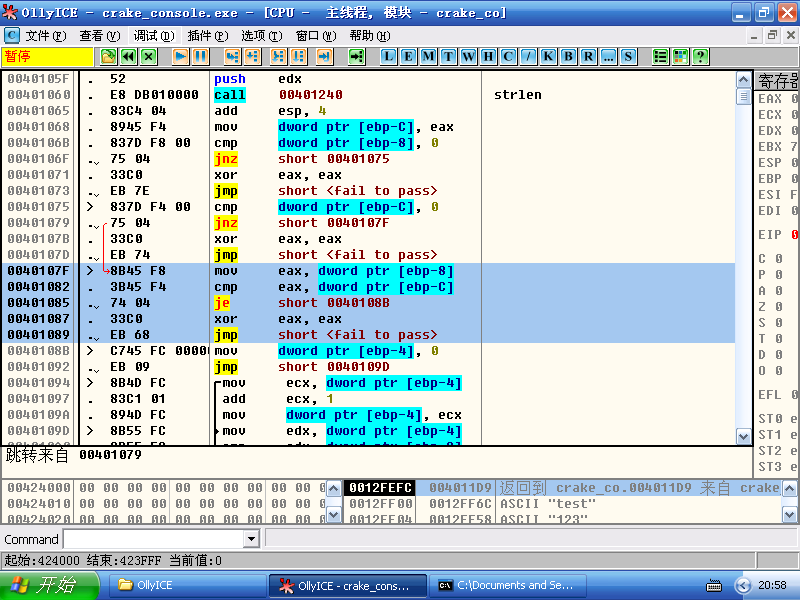 OllyICE - crake_console.exe - [CPU - 主线程, 模块 - crake_co]
C 文件(F) 查看(V) 调试(D) 插件(P) 选项(T) 窗口(W) 帮助(H)
暂停 L E M T W H C / K B R ... S ?
0040105F . 52 push edx
00401060 . E8 DB010000 call 00401240 strlen
00401065 . 83C4 04 add esp, 4
00401068 . 8945 F4 mov dword ptr [ebp-C], eax
0040106B . 837D F8 00 cmp dword ptr [ebp-8], 0
0040106F . 75 04 jnz short 00401075
00401071 . 33C0 xor eax, eax
00401073 . EB 7E jmp short <fail to pass>
00401075 > 837D F4 00 cmp dword ptr [ebp-C], 0
00401079 . 75 04 jnz short 0040107F
0040107B . 33C0 xor eax, eax
0040107D . EB 74 jmp short <fail to pass>
0040107F > 8B45 F8 mov eax, dword ptr [ebp-8]
00401082 . 3B45 F4 cmp eax, dword ptr [ebp-C]
00401085 . 74 04 je short 0040108B
00401087 . 33C0 xor eax, eax
00401089 . EB 68 jmp short <fail to pass>
0040108B > C745 FC 0000 mov dword ptr [ebp-4], 0
00401092 . EB 09 jmp short 0040109D
00401094 > 8B4D FC mov ecx, dword ptr [ebp-4]
00401097 . 83C1 01 add ecx, 1
0040109A . 894D FC mov dword ptr [ebp-4], ecx
0040109D > 8B55 FC mov edx, dword ptr [ebp-4]
寄存器
EAX 0
ECX 0
EDX 0
EBX 7
ESP 0
EBP 0
ESI F
EDI 0
EIP 0
C 0
P 0
A 0
Z 0
S 0
T 0
D 0
O 0
EFL 0
ST0 e
ST1 e
ST2 e
ST3 e
跳转来自 00401079
00424000 00 00 00 00 00 00 00
00424010 00 00 00 00 00 00 00
00424020 00 00 00 00 00 00 00
0012FEFC 004011D9 返回到 crake_co.004011D9 来自 crake
0012FF00 0012FF6C ASCII "test"
0012FF04 0012FF58 ASCII "123"
Command
起始:424000 结束:423FFF 当前值:0
开始 OllyICE OllyICE - crake_cons... C:\Documents and Se... 20:58